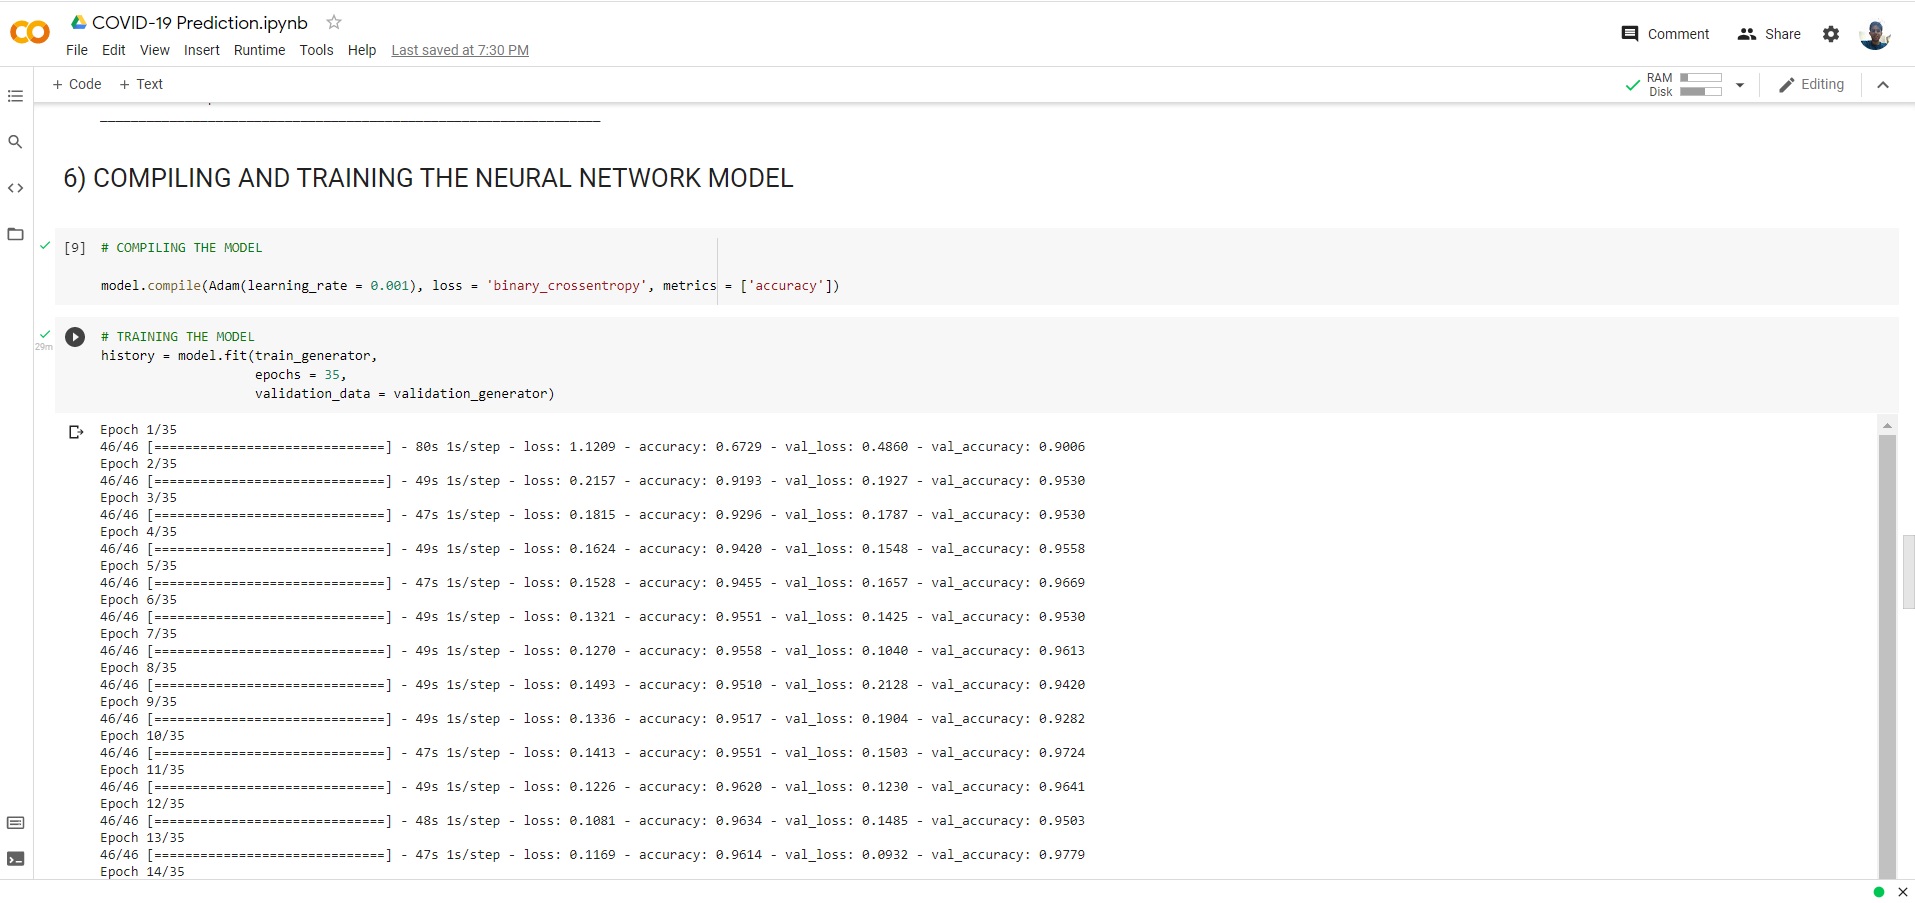 COVID-19 Prediction.ipynb
File Edit View Insert Runtime Tools Help Last saved at 7:30 PM
Comment Share
+ Code + Text
RAM
Disk
Editing
6) COMPILING AND TRAINING THE NEURAL NETWORK MODEL
[9] # COMPILING THE MODEL
model.compile(Adam(learning_rate = 0.001), loss = 'binary_crossentropy', metrics = ['accuracy'])
29m
# TRAINING THE MODEL
history = model.fit(train_generator,
epochs = 35,
validation_data = validation_generator)
Epoch 1/35
46/46 [==============================] - 80s 1s/step - loss: 1.1209 - accuracy: 0.6729 - val_loss: 0.4860 - val_accuracy: 0.9006
Epoch 2/35
46/46 [==============================] - 49s 1s/step - loss: 0.2157 - accuracy: 0.9193 - val_loss: 0.1927 - val_accuracy: 0.9530
Epoch 3/35
46/46 [==============================] - 47s 1s/step - loss: 0.1815 - accuracy: 0.9296 - val_loss: 0.1787 - val_accuracy: 0.9530
Epoch 4/35
46/46 [==============================] - 49s 1s/step - loss: 0.1624 - accuracy: 0.9420 - val_loss: 0.1548 - val_accuracy: 0.9558
Epoch 5/35
46/46 [==============================] - 47s 1s/step - loss: 0.1528 - accuracy: 0.9455 - val_loss: 0.1657 - val_accuracy: 0.9669
Epoch 6/35
46/46 [==============================] - 49s 1s/step - loss: 0.1321 - accuracy: 0.9551 - val_loss: 0.1425 - val_accuracy: 0.9530
Epoch 7/35
46/46 [==============================] - 49s 1s/step - loss: 0.1270 - accuracy: 0.9558 - val_loss: 0.1040 - val_accuracy: 0.9613
Epoch 8/35
46/46 [==============================] - 49s 1s/step - loss: 0.1493 - accuracy: 0.9510 - val_loss: 0.2128 - val_accuracy: 0.9420
Epoch 9/35
46/46 [==============================] - 49s 1s/step - loss: 0.1336 - accuracy: 0.9517 - val_loss: 0.1904 - val_accuracy: 0.9282
Epoch 10/35
46/46 [==============================] - 47s 1s/step - loss: 0.1413 - accuracy: 0.9551 - val_loss: 0.1503 - val_accuracy: 0.9724
Epoch 11/35
46/46 [==============================] - 49s 1s/step - loss: 0.1226 - accuracy: 0.9620 - val_loss: 0.1230 - val_accuracy: 0.9641
Epoch 12/35
46/46 [==============================] - 48s 1s/step - loss: 0.1081 - accuracy: 0.9634 - val_loss: 0.1485 - val_accuracy: 0.9503
Epoch 13/35
46/46 [==============================] - 47s 1s/step - loss: 0.1169 - accuracy: 0.9614 - val_loss: 0.0932 - val_accuracy: 0.9779
Epoch 14/35